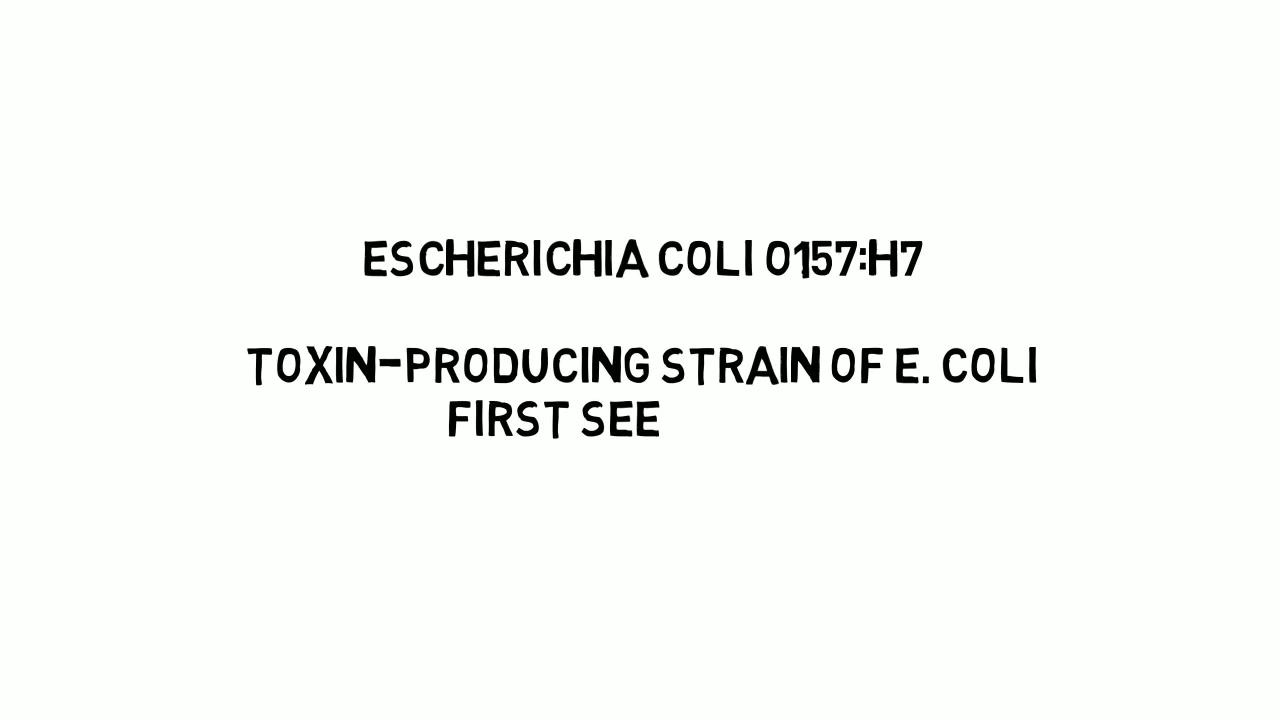 ESCHERICHIA COLI O157:H7
TOXIN-PRODUCING STRAIN OF E. COLI
FIRST SEE